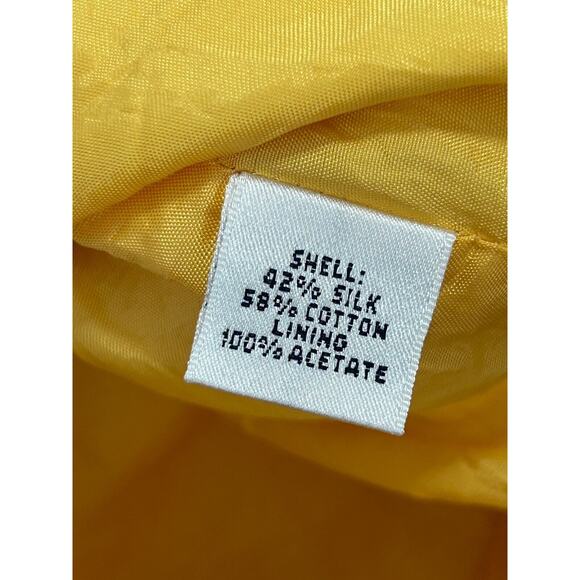 SHELL:
42% SILK
58% COTTON
LINING
100% ACETATE